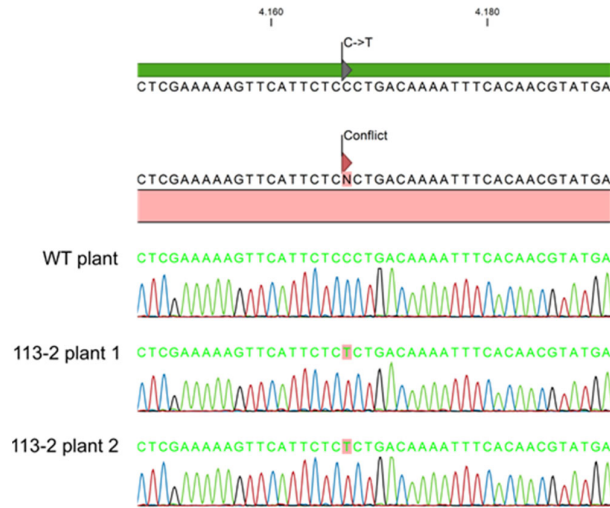 4.160 4.180
C->T
CTCGAAAAAGTTCATTCTCCCTGACAAAATTTCACAACGTATGA
Conflict
CTCGAAAAAGTTCATTCTCNCTGACAAAATTTCACAACGTATGA
WT plant CTCGAAAAAGTTCATTCTCCCTGACAAAATTTCACAACGTATGA
113-2 plant 1 CTCGAAAAAGTTCATTCTCTCTGACAAAATTTCACAACGTATGA
113-2 plant 2 CTCGAAAAAGTTCATTCTCTCTGACAAAATTTCACAACGTATGA